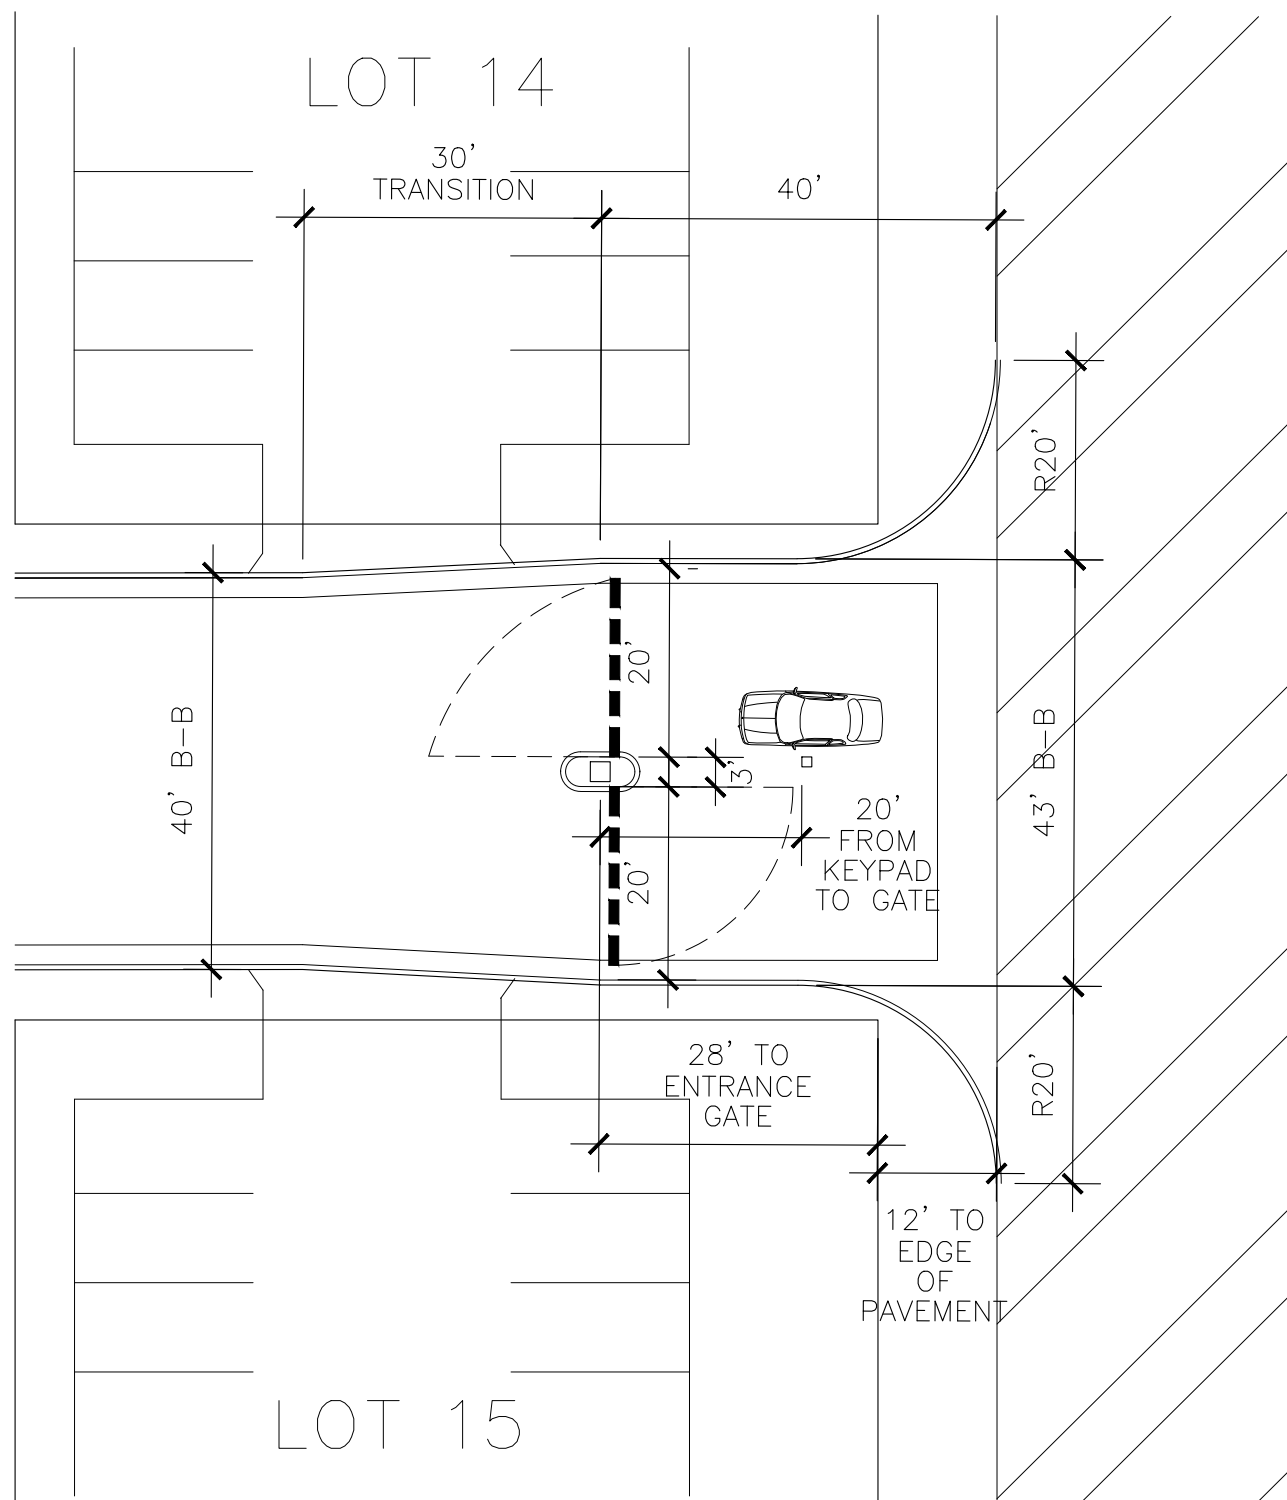 LOT 14
30'
TRANSITION
40'
R20'
20'
40' B-B
3'
43' B-B
20'
FROM
KEYPAD
TO GATE
20'
28' TO
ENTRANCE
GATE
R20'
12' TO
EDGE
OF
PAVEMENT
LOT 15